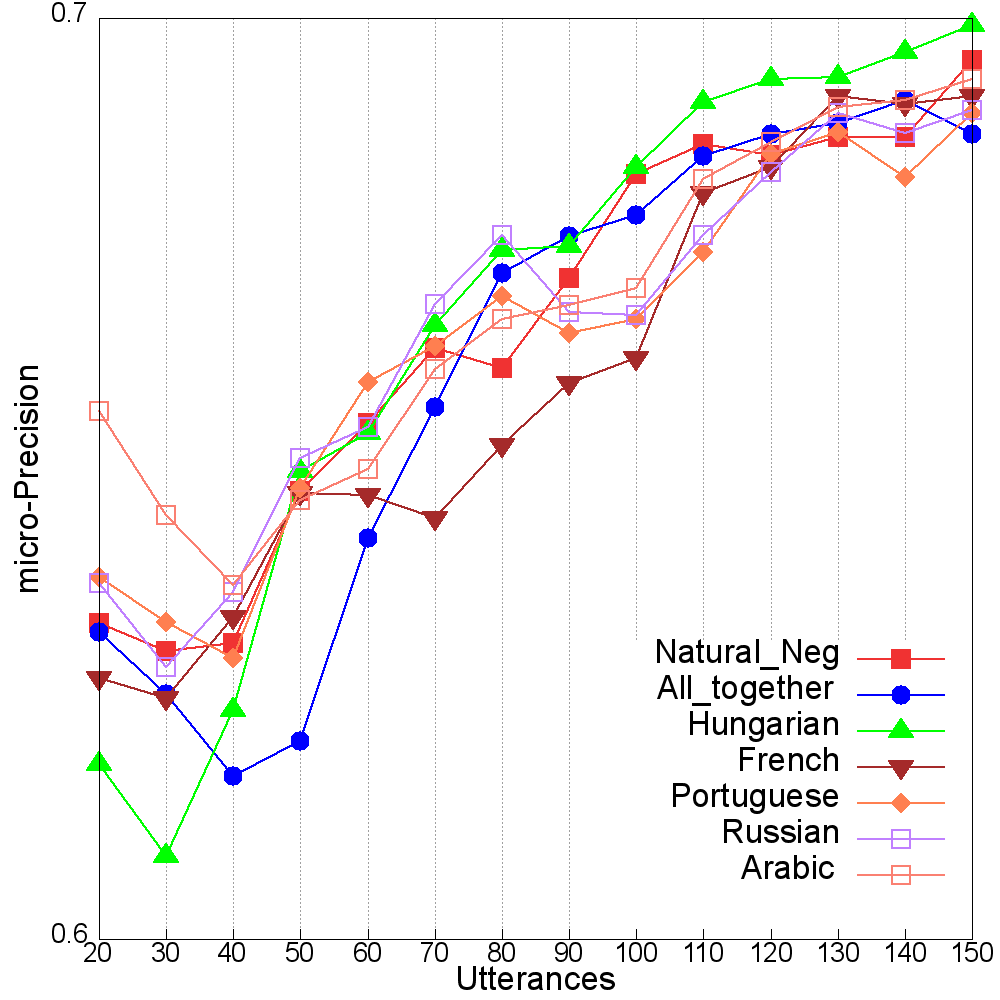 0.7
micro-Precision
Natural_Neg
All_together
Hungarian
French
Portuguese
Russian
Arabic
0.6
20 30 40 50 60 70 80 90 100 110 120 130 140 150
Utterances